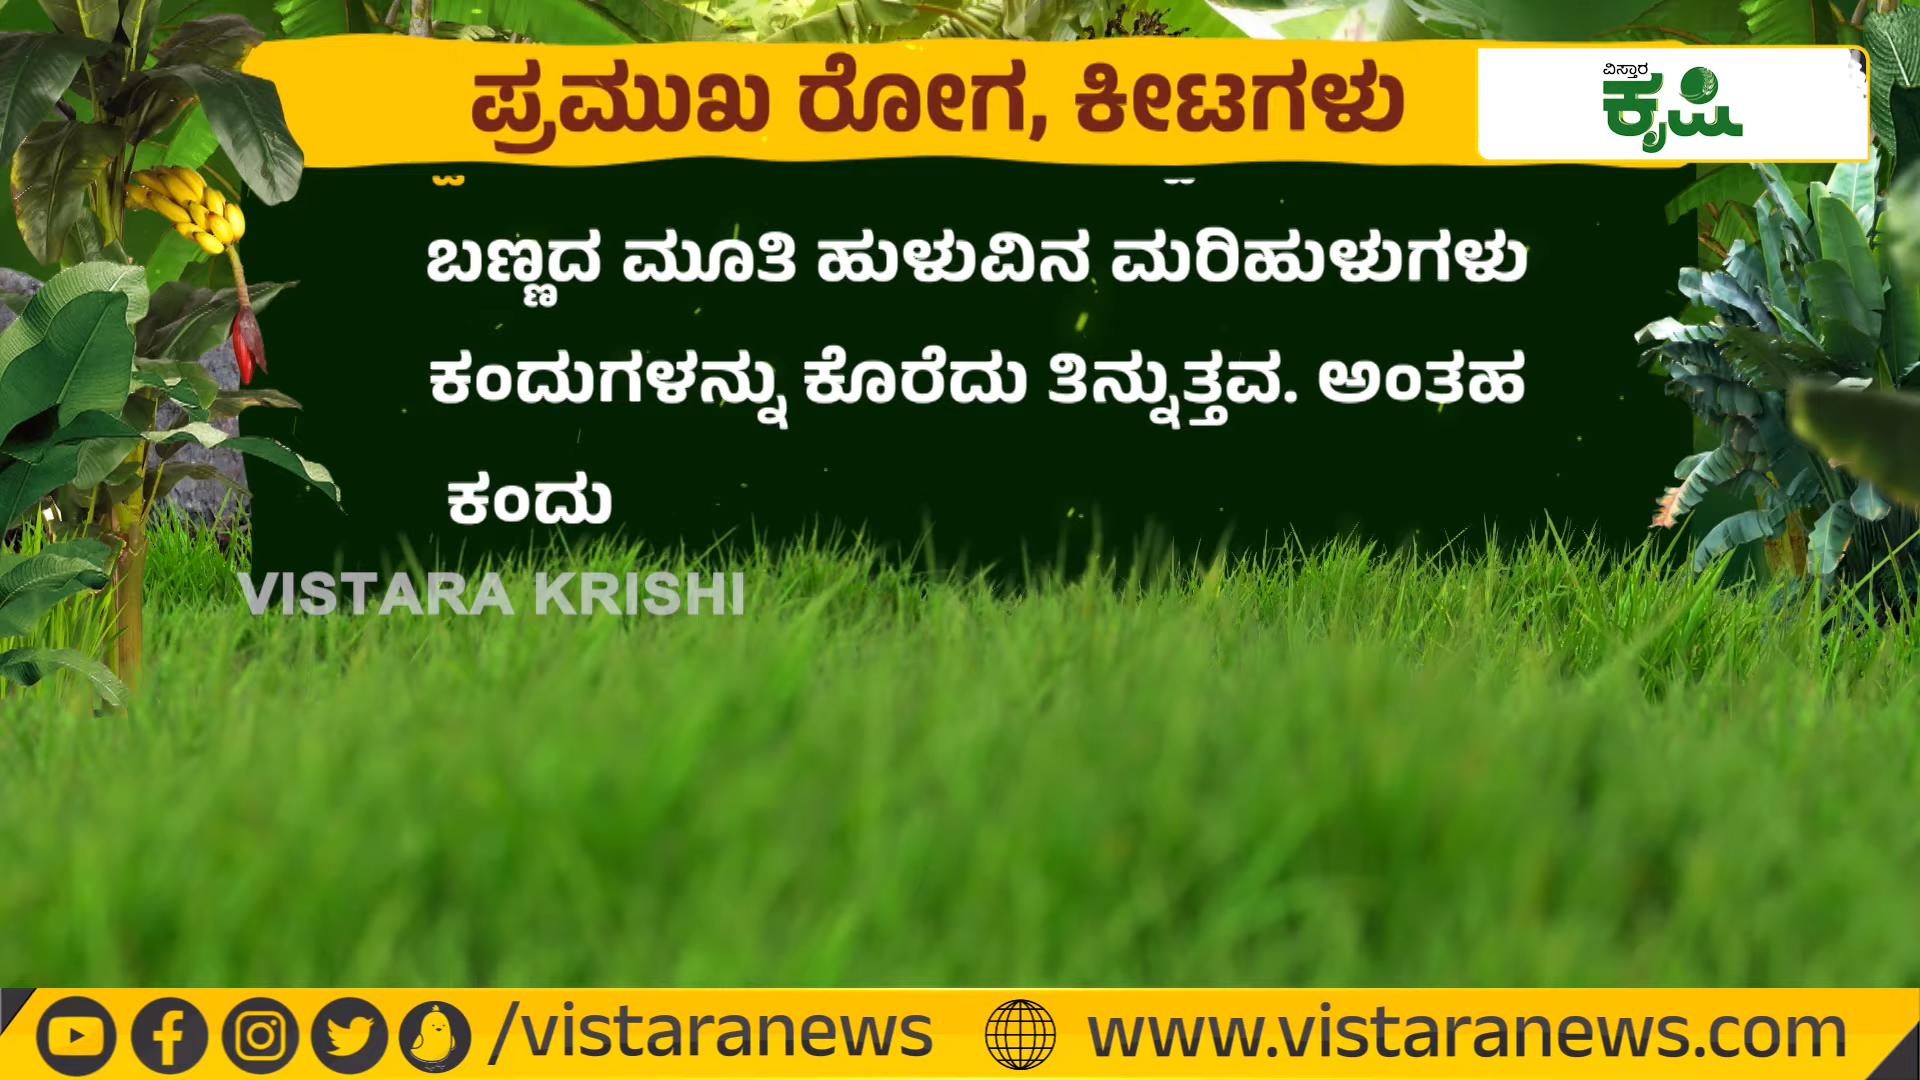 ಪ್ರಮುಖ ರೋಗ, ಕೀಟಗಳು
ವಿಸ್ತಾರ
ಕೃಷಿ
ಬಣ್ಣದ ಮೂತಿ ಹುಳುವಿನ ಮರಿಹುಳುಗಳು
ಕಂದುಗಳನ್ನು ಕೊರೆದು ತಿನ್ನುತ್ತವ. ಅಂತಹ
ಕಂದು
VISTARA KRISHI
/vistaranews
www.vistaranews.com